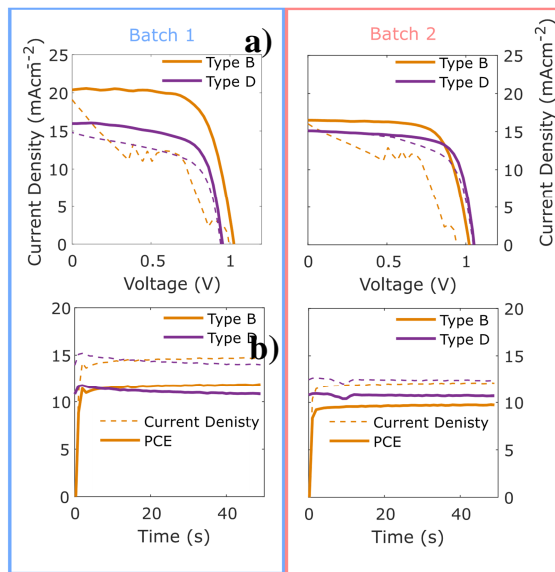 Batch 1
a)
Batch 2
25
20
15
10
5
0
Current Density (mAcm⁻²)
Type B
Type D
0
0.5
1
Voltage (V)
Type B
Type D
25
20
15
10
5
0
Current Density (mAcm⁻²)
0
0.5
1
Voltage (V)
20
15
10
5
0
Type B
Type D
b)
Current Denisty
PCE
0
20
40
Time (s)
Type B
Type D
Current Denisty
PCE
20
15
10
5
0
0
20
40
Time (s)